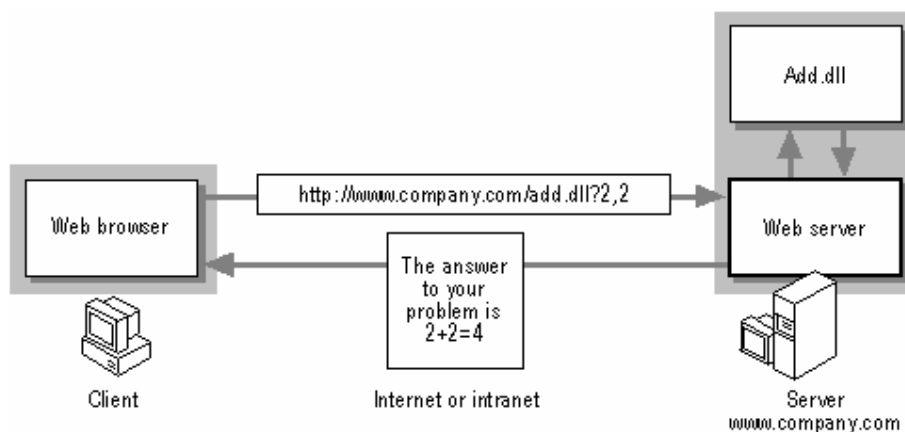 Add.dll
http://www.company.com/add.dll?2,2
Web browser
Web server
The answer
to your
problem is
2+2=4
Client
Internet or intranet
Server
www.company.com